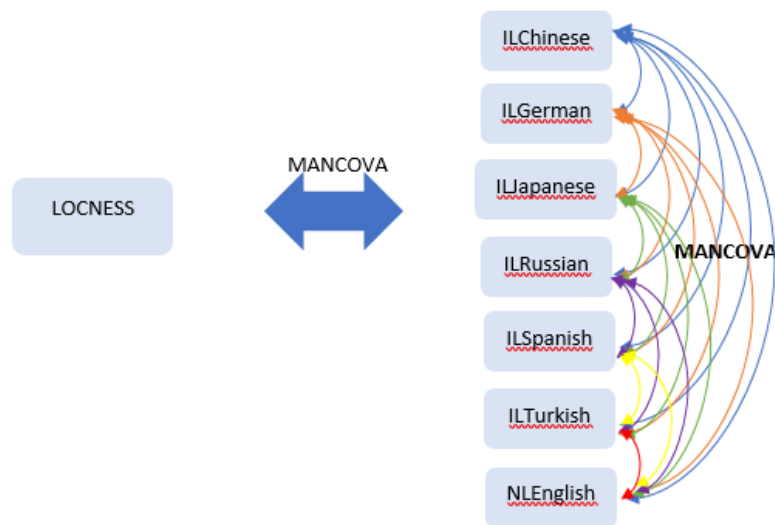 ILChinese
ILGerman
MANCOVA
ILJapanese
LOCNESS
MANCOVA
ILRussian
ILSpanish
ILTurkish
NLEnglish